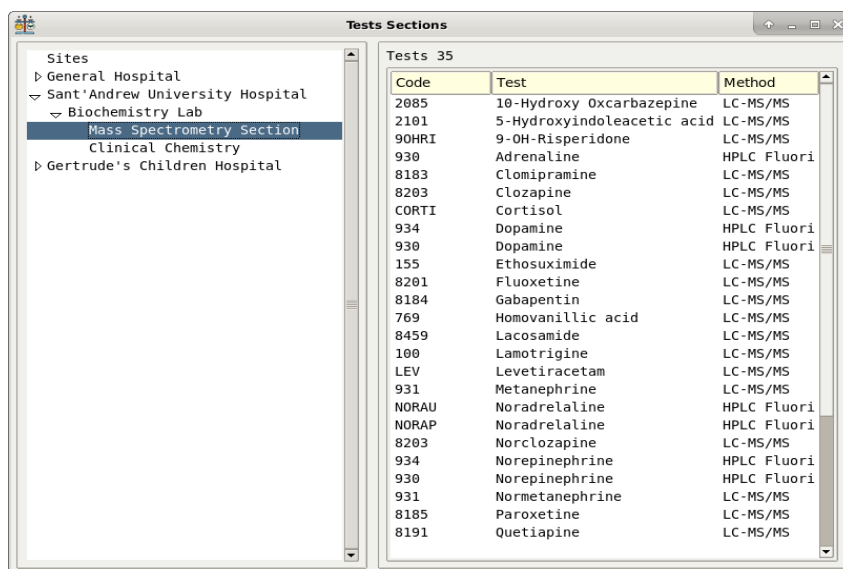 Tests Sections
Sites
General Hospital
Sant'Andrew University Hospital
Biochemistry Lab
Mass Spectrometry Section
Clinical Chemistry
Gertrude's Children Hospital
Tests 35
Code Test Method
2085 10-Hydroxy Oxcarbazepine LC-MS/MS
2101 5-Hydroxyindoleacetic acid LC-MS/MS
9OHRI 9-OH-Risperidone LC-MS/MS
930 Adrenaline HPLC Fluori
8183 Clomipramine LC-MS/MS
8203 Clozapine LC-MS/MS
CORTI Cortisol LC-MS/MS
934 Dopamine HPLC Fluori
930 Dopamine HPLC Fluori
155 Ethosuximide LC-MS/MS
8201 Fluoxetine LC-MS/MS
8184 Gabapentin LC-MS/MS
769 Homovanillic acid LC-MS/MS
8459 Lacosamide LC-MS/MS
100 Lamotrigine LC-MS/MS
LEV Levetiracetam LC-MS/MS
931 Metanephrine LC-MS/MS
NORAU Noradrelaline HPLC Fluori
NORAP Noradrelaline HPLC Fluori
8203 Norclozapine LC-MS/MS
934 Norepinephrine HPLC Fluori
930 Norepinephrine HPLC Fluori
931 Normetanephrine LC-MS/MS
8185 Paroxetine LC-MS/MS
8191 Quetiapine LC-MS/MS